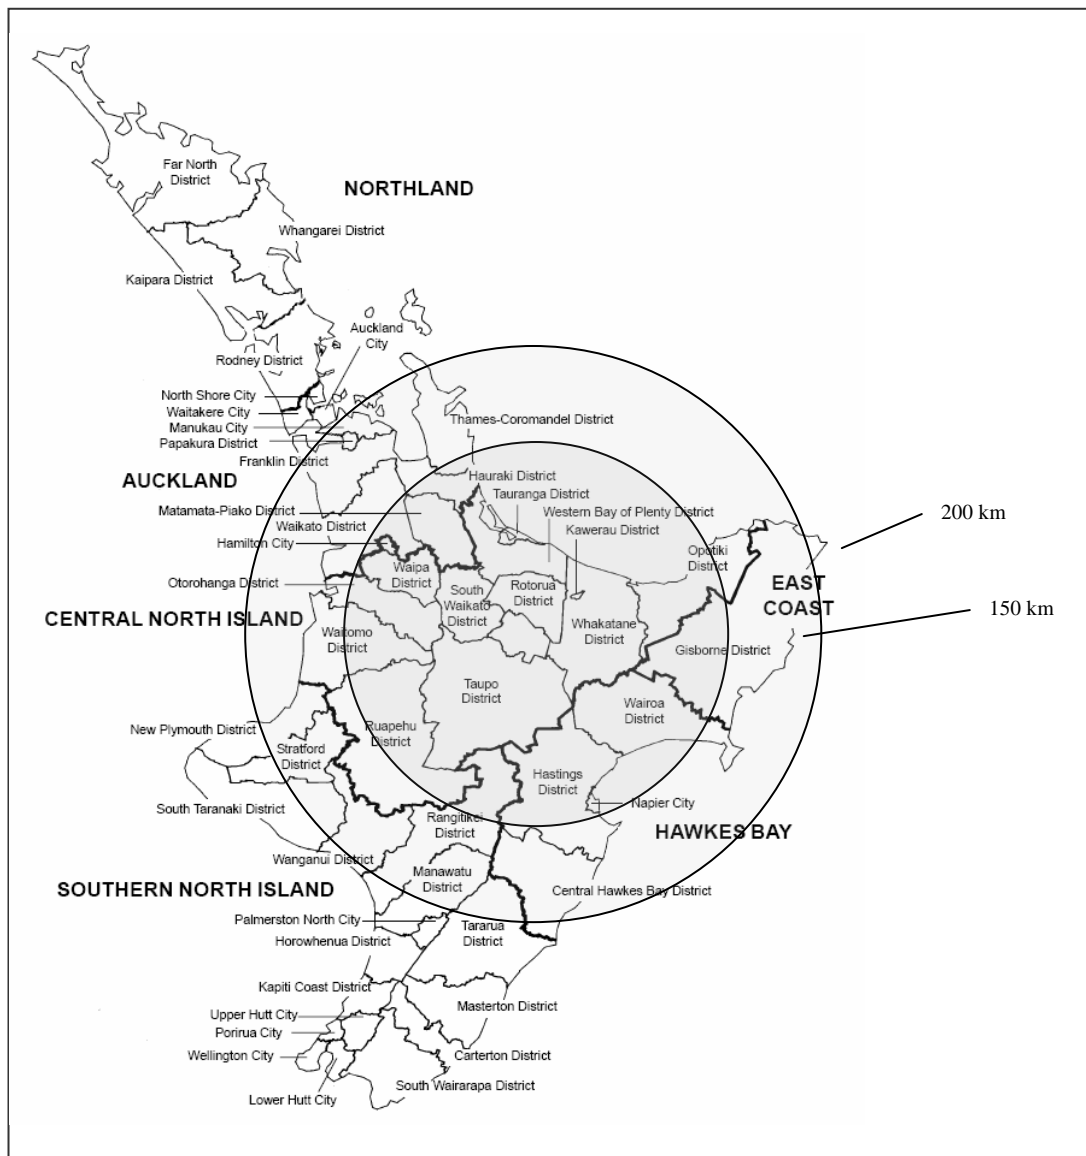 Far North
District
NORTHLAND
Whangarei District
Kaipara District
Auckland
City
Rodney District
North Shore City
Waitakere City
Manukau City
Papakura District
Franklin District
Thames-Coromandel District
AUCKLAND
Hauraki District
Tauranga District
Matamata-Piako District
Western Bay of Plenty District
Waikato District
Kawerau District
Hamilton City
200 km
Opotiki
District
Waipa
District
Otorohanga District
South
Waikato
District
Rotorua
District
EAST
COAST
150 km
CENTRAL NORTH ISLAND
Waitomo
District
Whakatane
District
Gisborne District
Taupo
District
Wairoa
District
New Plymouth District
Ruapehu
District
Stratford
District
Hastings
District
South Taranaki District
Napier City
Rangitikei
District
HAWKES BAY
Wanganui District
Manawatu
District
SOUTHERN NORTH ISLAND
Central Hawkes Bay District
Palmerston North City
Tararua
District
Horowhenua District
Kapiti Coast District
Masterton District
Upper Hutt City
Porirua City
Wellington City
Carterton District
South Wairarapa District
Lower Hutt City